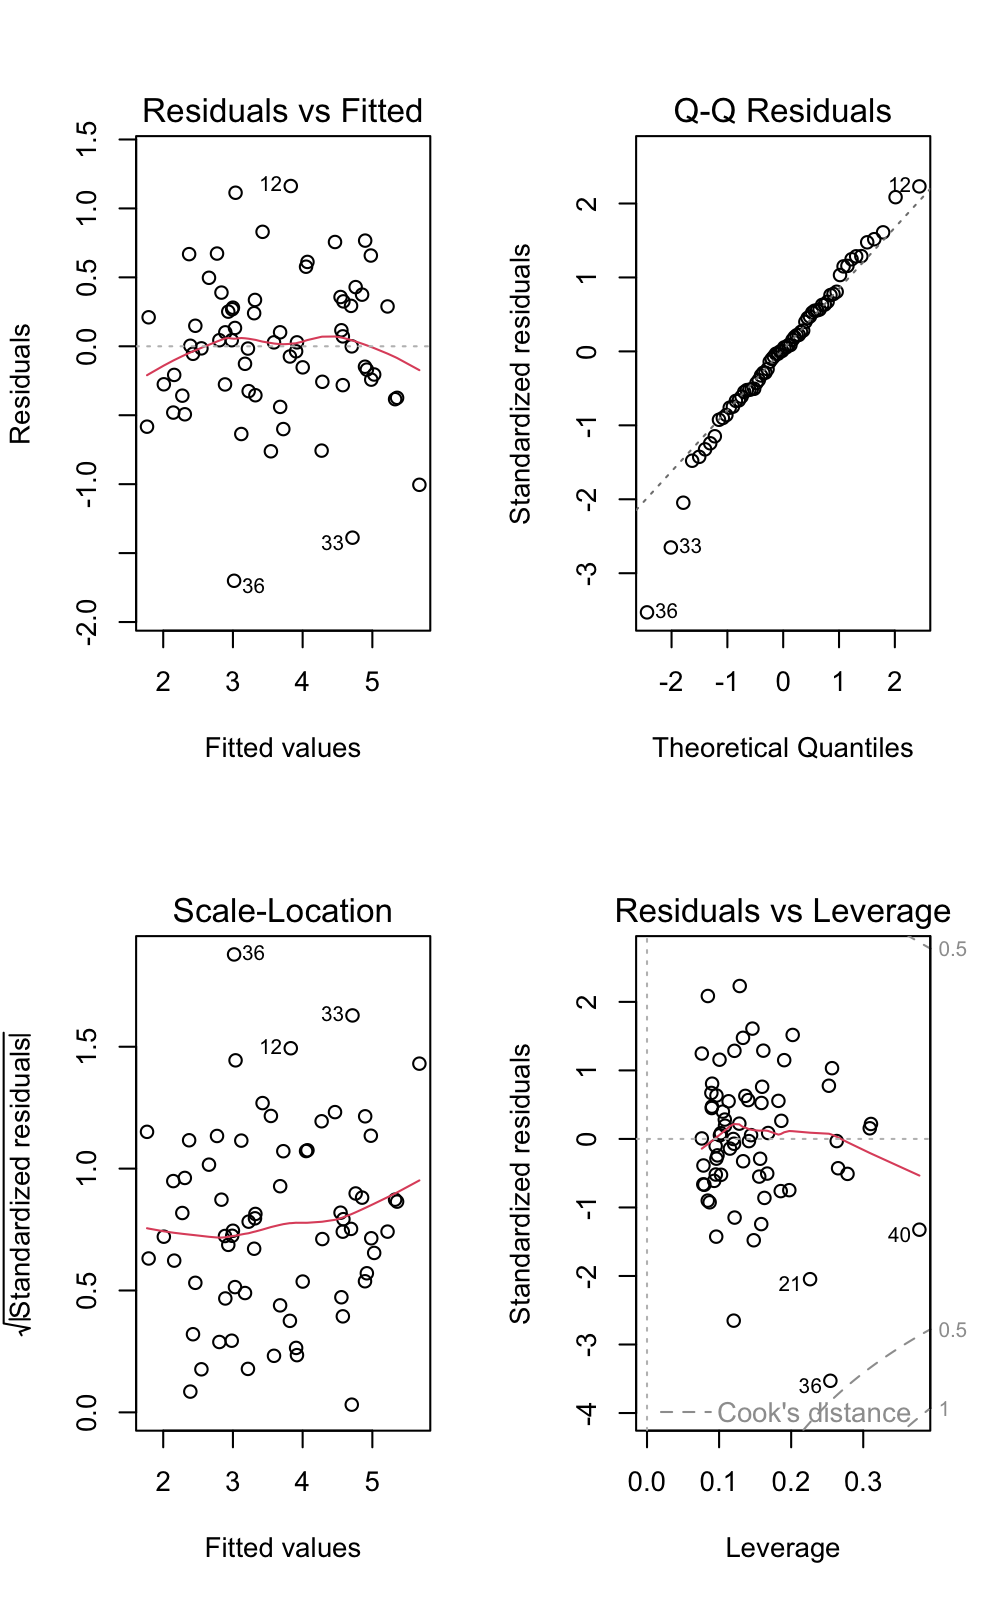 Residuals vs Fitted
Residuals
1.5
1.0
0.5
0.0
-1.0
-2.0
12
33
36
2 3 4 5
Fitted values
Q-Q Residuals
Standardized residuals
2
1
0
-1
-2
-3
12
33
36
-2 -1 0 1 2
Theoretical Quantiles
Scale-Location
√|Standardized residuals|
1.5
1.0
0.5
0.0
36
33
12
2 3 4 5
Fitted values
Residuals vs Leverage
Standardized residuals
2
1
0
-1
-2
-3
-4
0.5
40
21
0.5
36
Cook's distance
1
0.0 0.1 0.2 0.3
Leverage